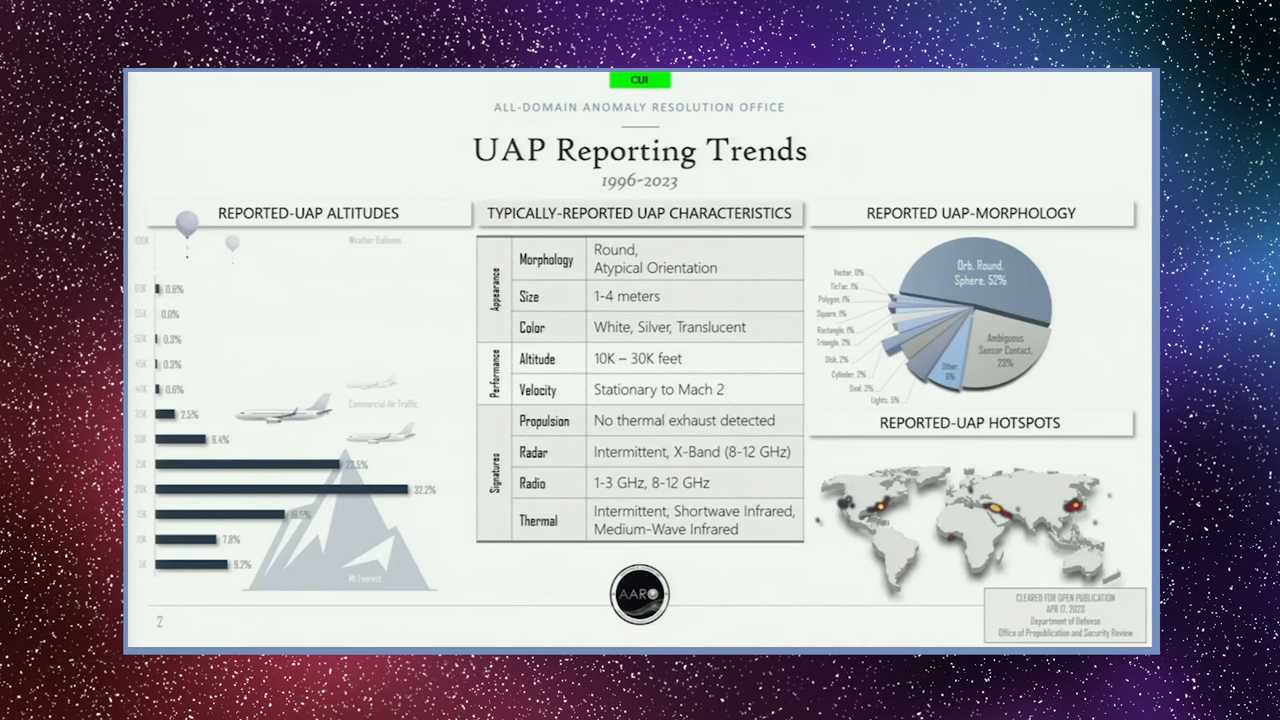 CUI
ALL-DOMAIN ANOMALY RESOLUTION OFFICE
UAP Reporting Trends
1996-2023
REPORTED-UAP ALTITUDES
100K
Weather Balloons
60K 0.6%
55K 0.0%
50K 0.3%
45K 0.3%
40K 0.6%
35K 2.5%
Commercial Air Traffic
30K 6.4%
25K
20K 32.2%
15K 16.5%
10K 7.8%
5K 9.2%
Mt Everest
TYPICALLY-REPORTED UAP CHARACTERISTICS
Appearance
Morphology Round,
Atypical Orientation
Size 1-4 meters
Color White, Silver, Translucent
Performance
Altitude 10K – 30K feet
Velocity Stationary to Mach 2
Signatures
Propulsion No thermal exhaust detected
Radar Intermittent, X-Band (8-12 GHz)
Radio 1-3 GHz, 8-12 GHz
Thermal Intermittent, Shortwave Infrared,
Medium-Wave Infrared
AARO
REPORTED UAP-MORPHOLOGY
Orb, Round,
Sphere, 52%
Ambiguous
Sensor Contact,
23%
Other,
6%
Lights, 5%
Oval,
Cylinder, 2%
Disk, 2%
Triangle, 2%
Rectangle, 1%
Square, 1%
Polygon, 1%
TicTac, 1%
Vector, 0%
REPORTED-UAP HOTSPOTS
CLEARED FOR OPEN PUBLICATION
APR 17, 2023
Department of Defense
Office of Prepublication and Security Review
2